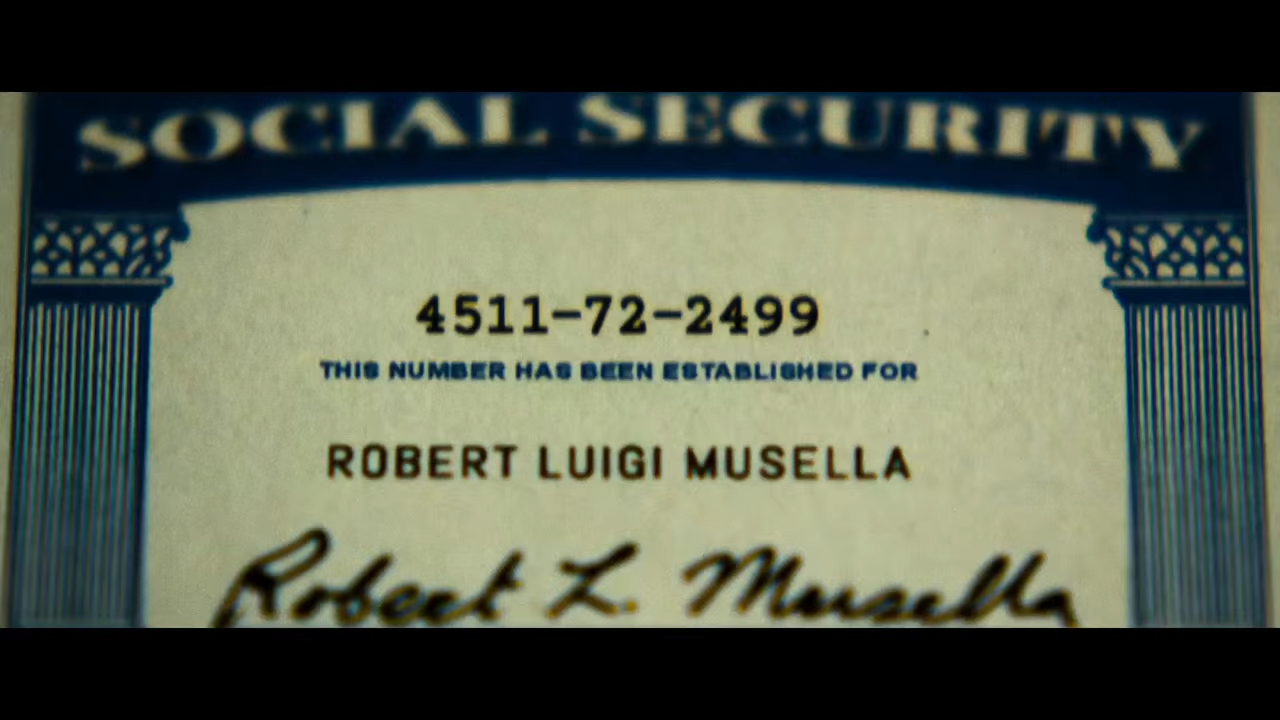 SOCIAL SECURITY
4511-72-2499
THIS NUMBER HAS BEEN ESTABLISHED FOR
ROBERT LUIGI MUSELLA
Robert L. Musella